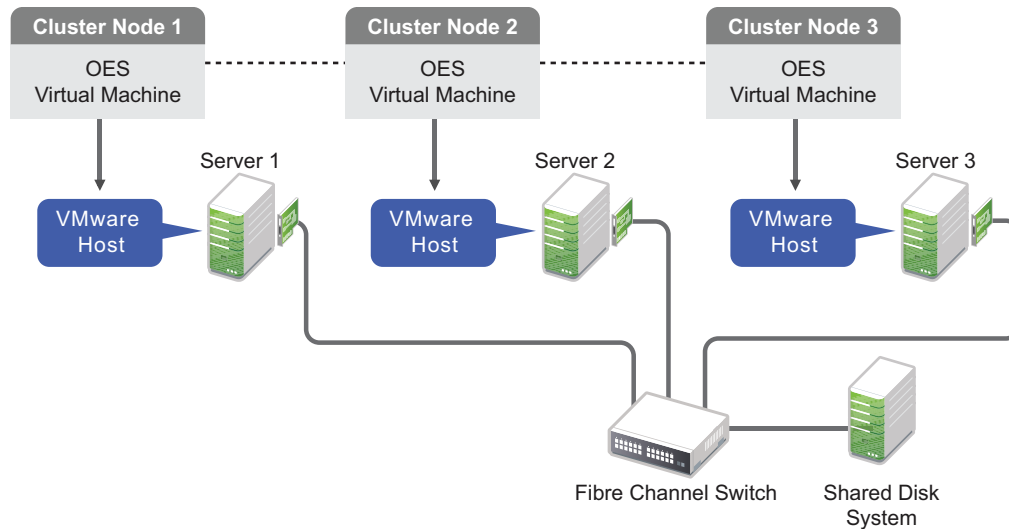 Cluster Node 1
OES
Virtual Machine
Cluster Node 2
OES
Virtual Machine
Cluster Node 3
OES
Virtual Machine
Server 1
VMware
Host
Server 2
VMware
Host
Server 3
VMware
Host
Fibre Channel Switch
Shared Disk
System